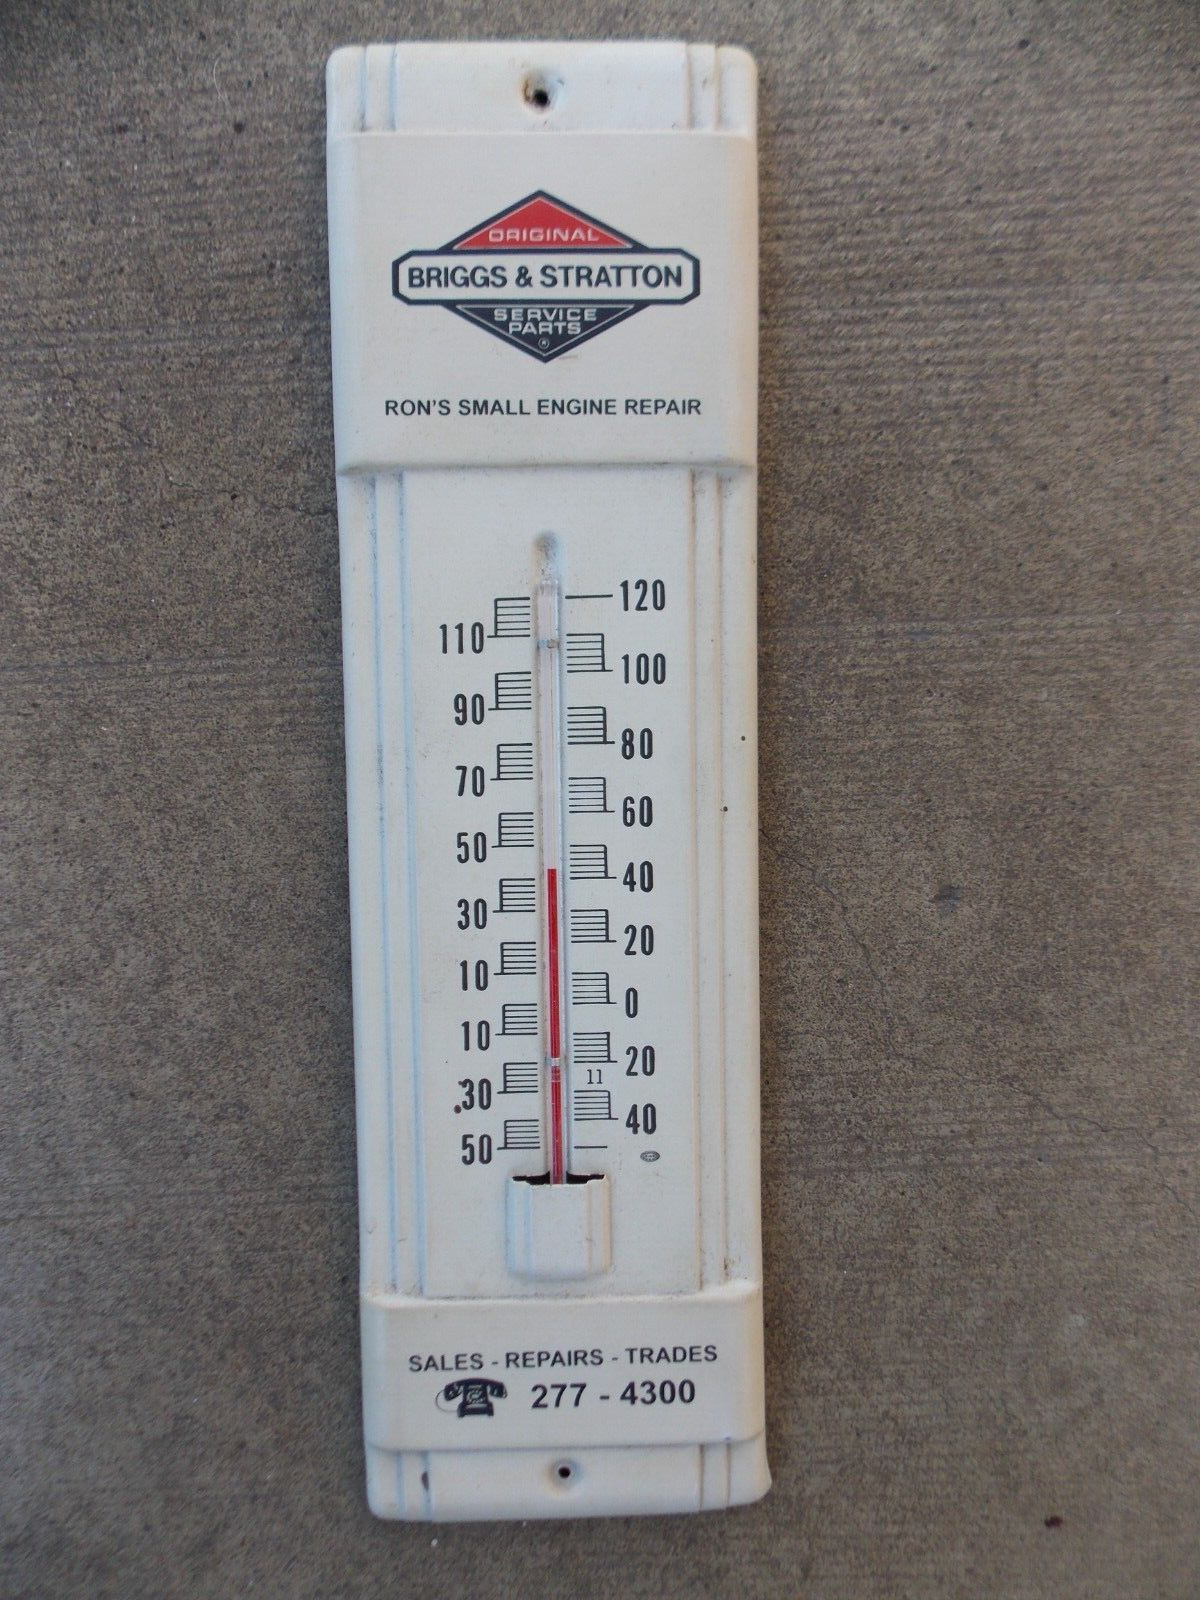 ORIGINAL
BRIGGS & STRATTON
SERVICE
PARTS
®
RON'S SMALL ENGINE REPAIR
120
110
100
90
80
70
60
50
40
30
20
10
0
10
20
11
30
40
50
SALES - REPAIRS - TRADES
277 - 4300